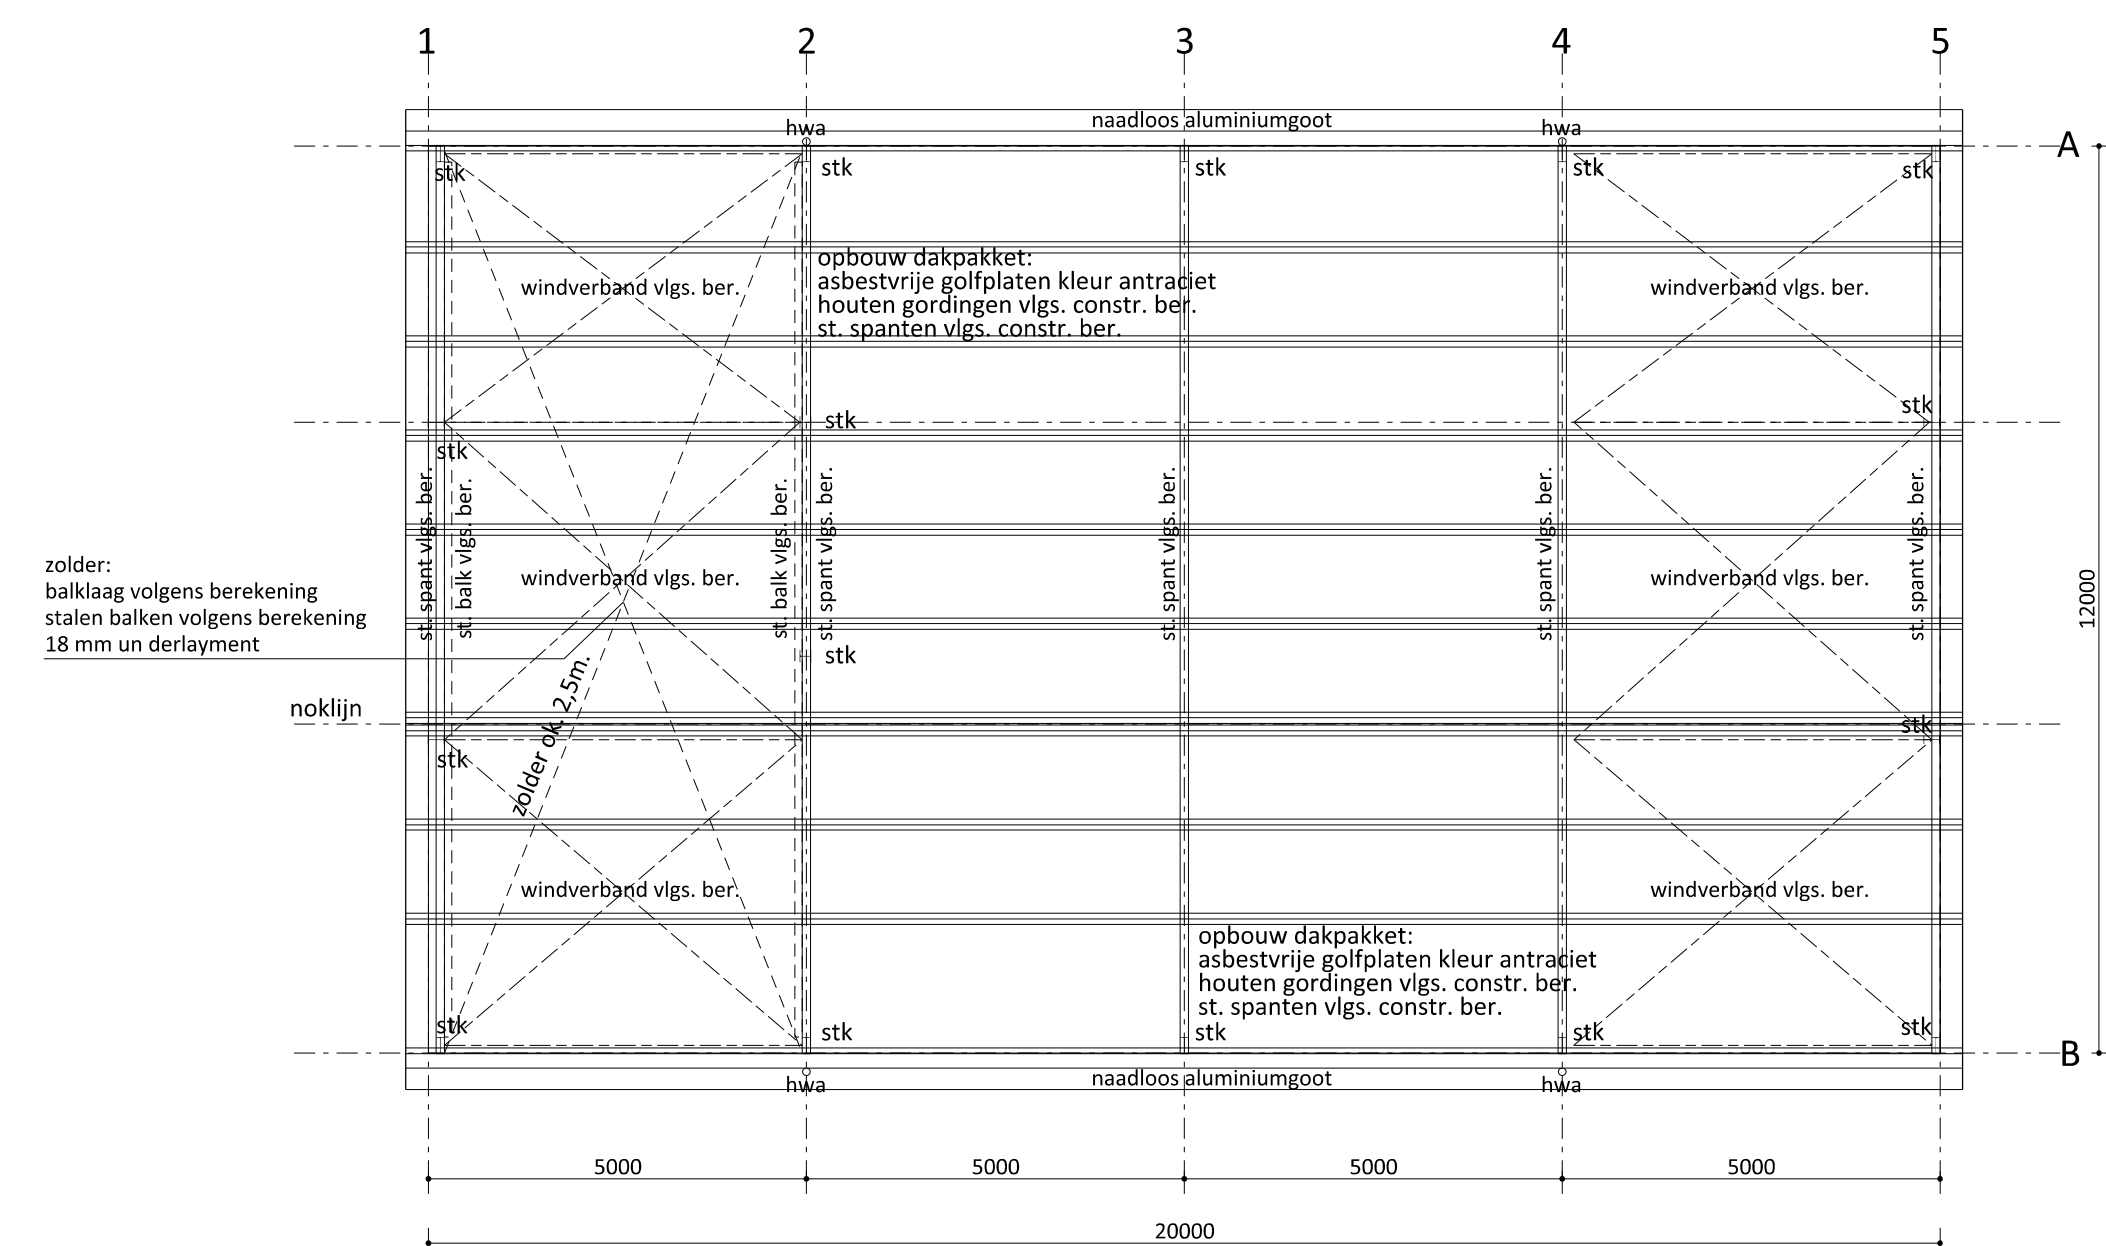 1 2 3 4 5
naadloos aluminiumgoot
hwa hwa
A
stk stk stk stk stk
opbouw dakpakket:
asbestvrije golfplaten kleur antraciet
houten gordingen vlgs. constr. ber.
st. spanten vlgs. constr. ber.
windverband vlgs. ber. windverband vlgs. ber.
stk stk
stk
st. spant vlgs. ber.
st. balk vlgs. ber.
st. balk vlgs. ber.
st. spant vlgs. ber.
st. spant vlgs. ber.
st. spant vlgs. ber.
st. spant vlgs. ber.
windverband vlgs. ber. windverband vlgs. ber.
12000
zolder:
balklaag volgens berekening
stalen balken volgens berekening
18 mm un derlayment
stk
zolder ok. 2,5m.
noklijn
stk
stk
windverband vlgs. ber. windverband vlgs. ber.
opbouw dakpakket:
asbestvrije golfplaten kleur antraciet
houten gordingen vlgs. constr. ber.
st. spanten vlgs. constr. ber.
stk stk stk stk stk
B
hwa hwa
naadloos aluminiumgoot
5000 5000 5000 5000
20000